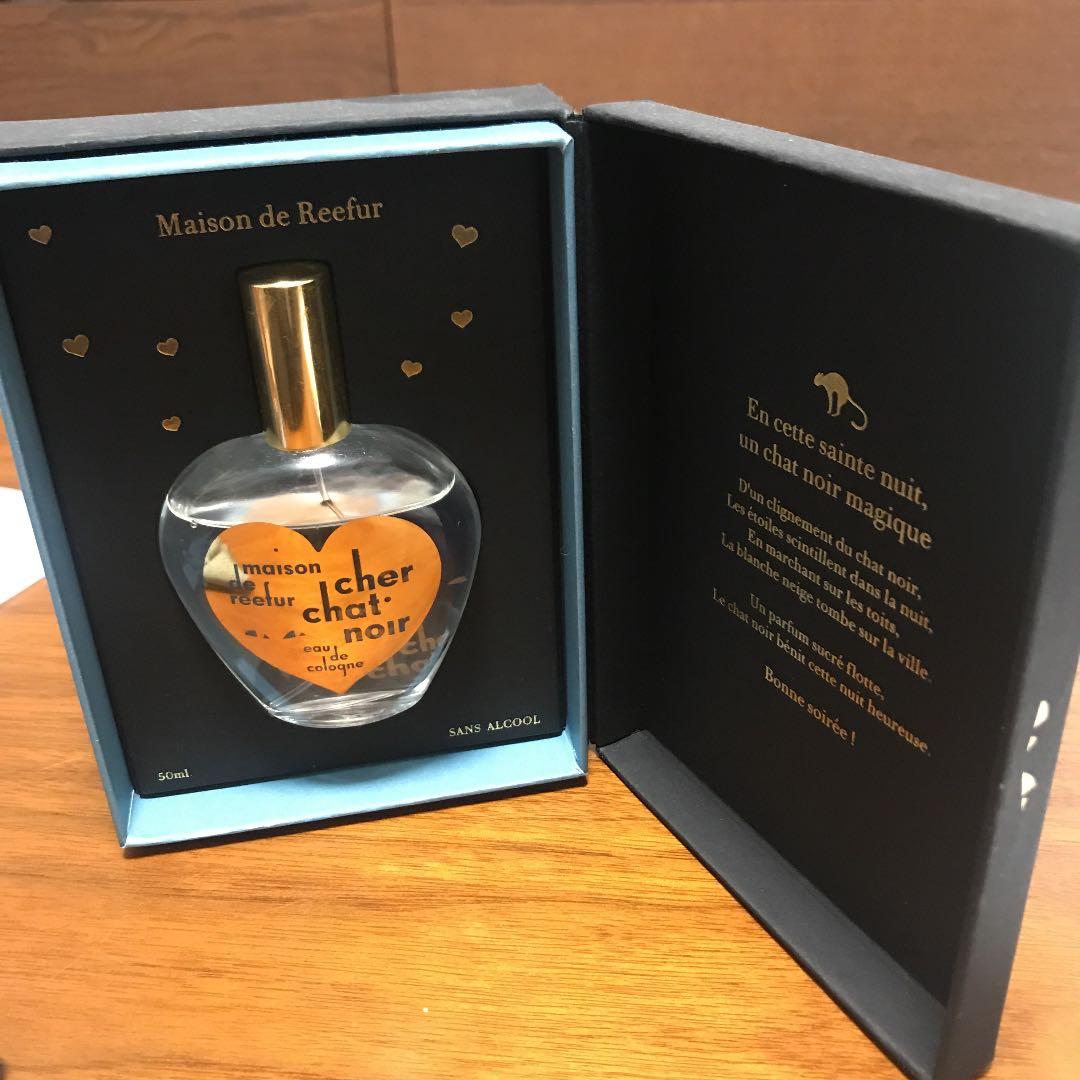 Maison de Reefur
maison
de
reefur
cher
chat
noir
eau
de
cologne
SANS ALCOOL
50ml
En cette sainte nuit,
un chat noir magique
D'un clignement du chat noir,
Les étoiles scintillent dans la nuit,
En marchant sur les toits,
La blanche neige tombe sur la ville.
Un parfum sucré flotte,
Le chat noir bénit cette nuit heureuse.
Bonne soirée !